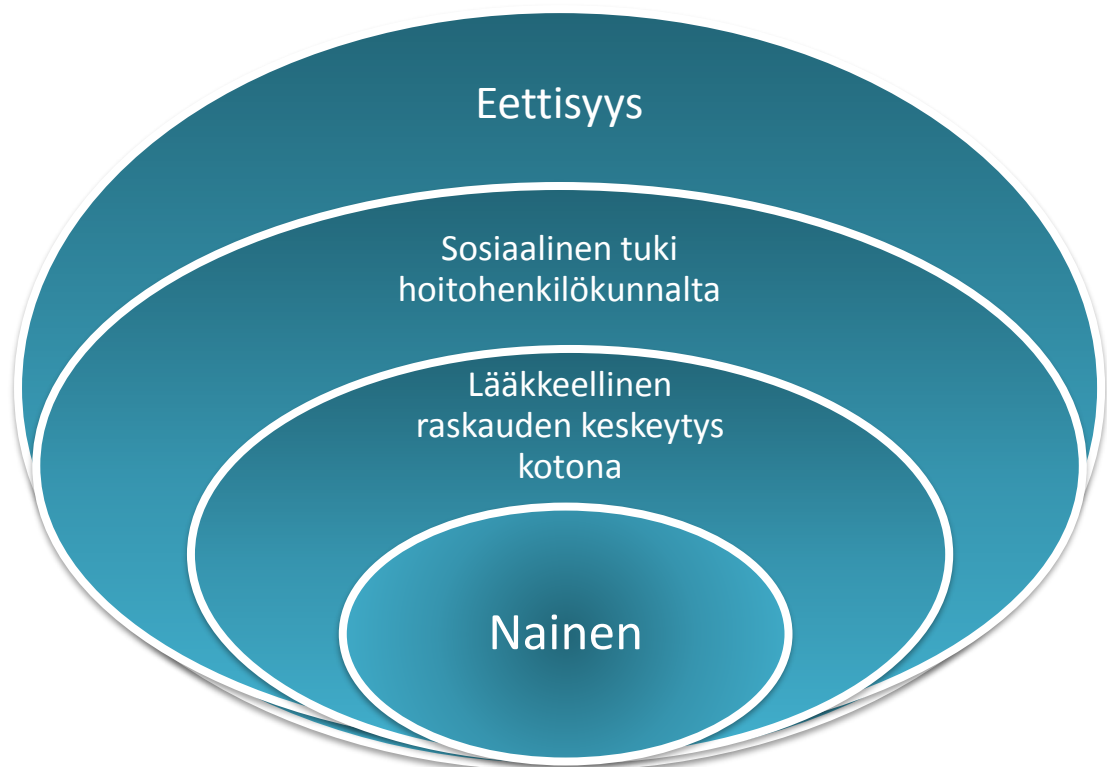 Eettisyys
Sosiaalinen tuki
hoitohenkilökunnalta
Lääkkeellinen
raskauden keskeytys
kotona
Nainen